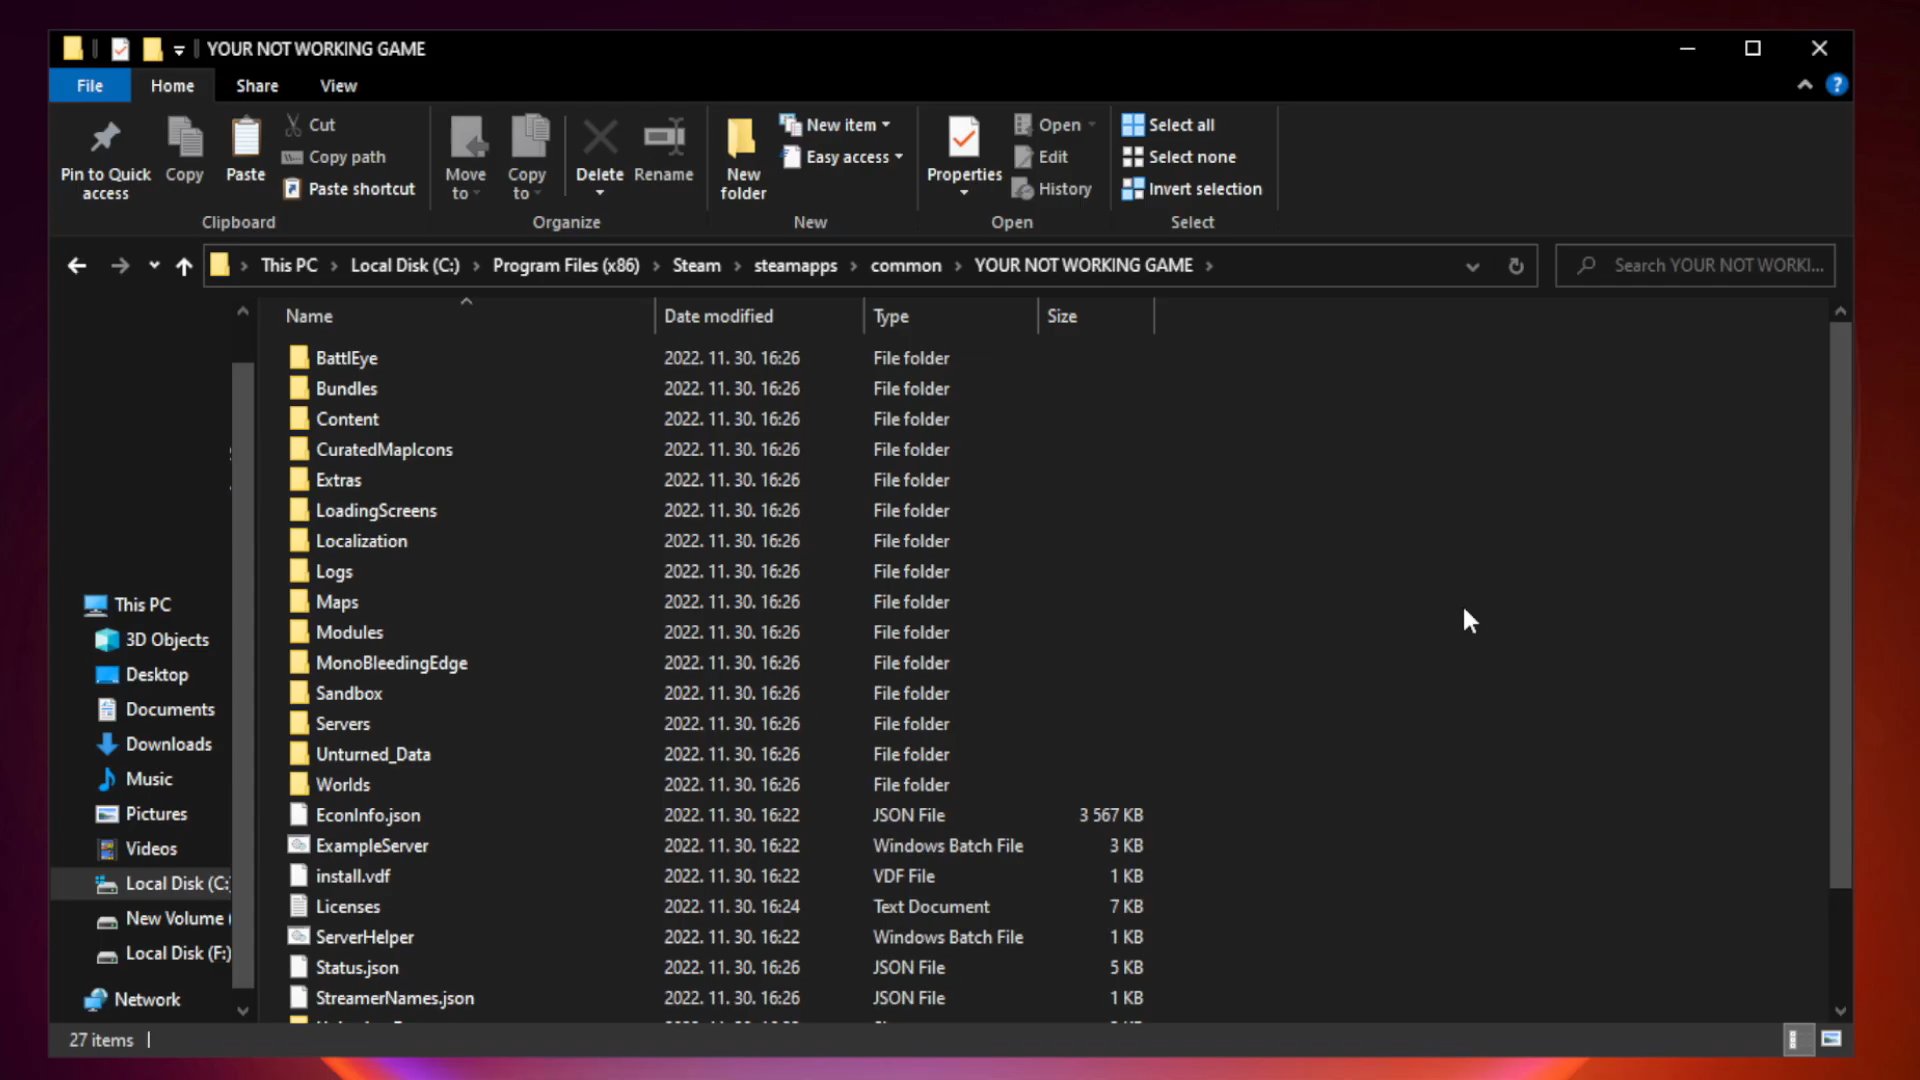 YOUR NOT WORKING GAME
File Home Share View
Pin to Quick access
Copy
Paste
Cut
Copy path
Paste shortcut
Clipboard
Move to
Copy to
Delete
Rename
Organize
New folder
New item
Easy access
New
Properties
Open
Edit
History
Open
Select all
Select none
Invert selection
Select
This PC Local Disk (C:) Program Files (x86) Steam steamapps common YOUR NOT WORKING GAME
Search YOUR NOT WORKI...
This PC
3D Objects
Desktop
Documents
Downloads
Music
Pictures
Videos
Local Disk (C:
New Volume (
Local Disk (F:)
Network
Name Date modified Type Size
BattlEye 2022. 11. 30. 16:26 File folder
Bundles 2022. 11. 30. 16:26 File folder
Content 2022. 11. 30. 16:26 File folder
CuratedMapIcons 2022. 11. 30. 16:26 File folder
Extras 2022. 11. 30. 16:26 File folder
LoadingScreens 2022. 11. 30. 16:26 File folder
Localization 2022. 11. 30. 16:26 File folder
Logs 2022. 11. 30. 16:26 File folder
Maps 2022. 11. 30. 16:26 File folder
Modules 2022. 11. 30. 16:26 File folder
MonoBleedingEdge 2022. 11. 30. 16:26 File folder
Sandbox 2022. 11. 30. 16:26 File folder
Servers 2022. 11. 30. 16:26 File folder
Unturned_Data 2022. 11. 30. 16:26 File folder
Worlds 2022. 11. 30. 16:26 File folder
EconInfo.json 2022. 11. 30. 16:22 JSON File 3 567 KB
ExampleServer 2022. 11. 30. 16:22 Windows Batch File 3 KB
install.vdf 2022. 11. 30. 16:22 VDF File 1 KB
Licenses 2022. 11. 30. 16:24 Text Document 7 KB
ServerHelper 2022. 11. 30. 16:22 Windows Batch File 1 KB
Status.json 2022. 11. 30. 16:26 JSON File 5 KB
StreamerNames.json 2022. 11. 30. 16:26 JSON File 1 KB
27 items